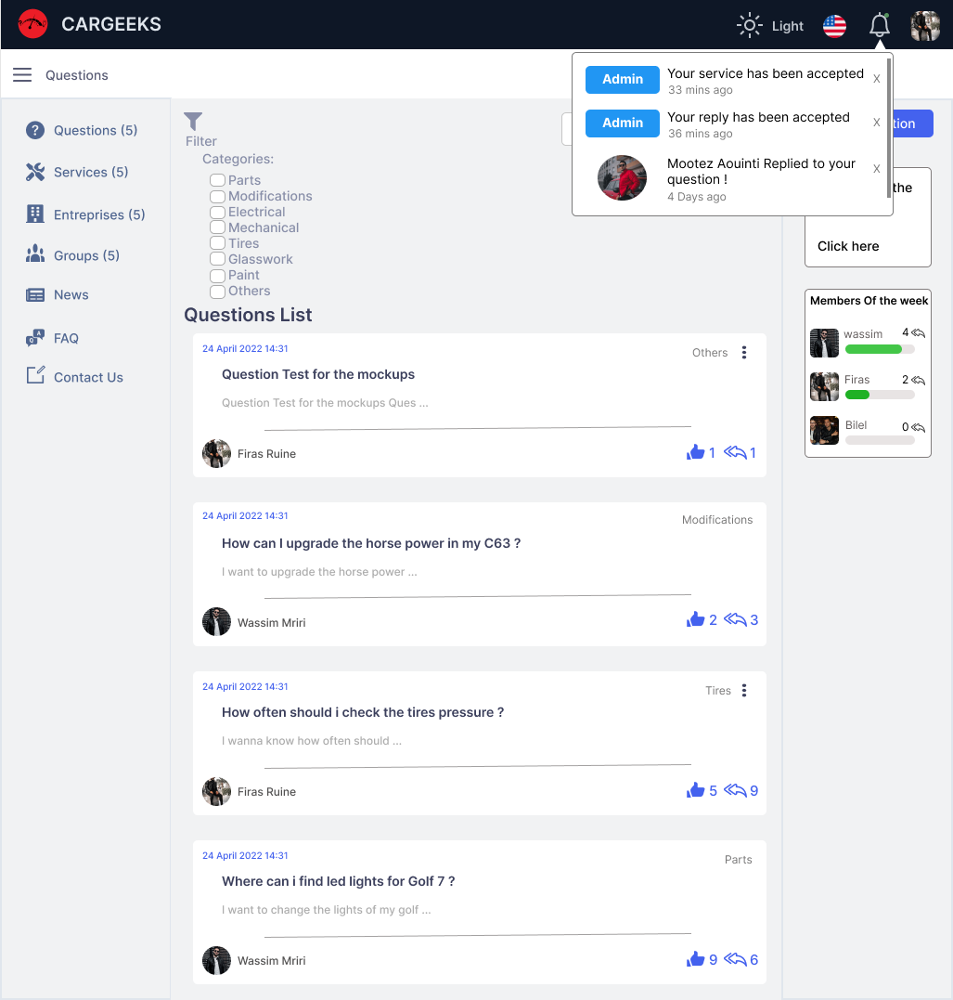 CARGEEKS
Light
Questions
Admin
Your service has been accepted
X
33 mins ago
Admin
Your reply has been accepted
X
36 mins ago
Mootez Aouinti Replied to your
question !
X
4 Days ago
Questions (5)
Services (5)
Entreprises (5)
Groups (5)
News
FAQ
Contact Us
Filter
Categories:
Parts
Modifications
Electrical
Mechanical
Tires
Glasswork
Paint
Others
Questions List
24 April 2022 14:31
Others
Question Test for the mockups
Question Test for the mockups Ques ...
Firas Ruine
1 1
24 April 2022 14:31
Modifications
How can I upgrade the horse power in my C63 ?
I want to upgrade the horse power ...
Wassim Mriri
2 3
24 April 2022 14:31
Tires
How often should i check the tires pressure ?
I wanna know how often should ...
Firas Ruine
5 9
24 April 2022 14:31
Parts
Where can i find led lights for Golf 7 ?
I want to change the lights of my golf ...
Wassim Mriri
9 6
the
Click here
Members Of the week
wassim 4
Firas 2
Bilel 0